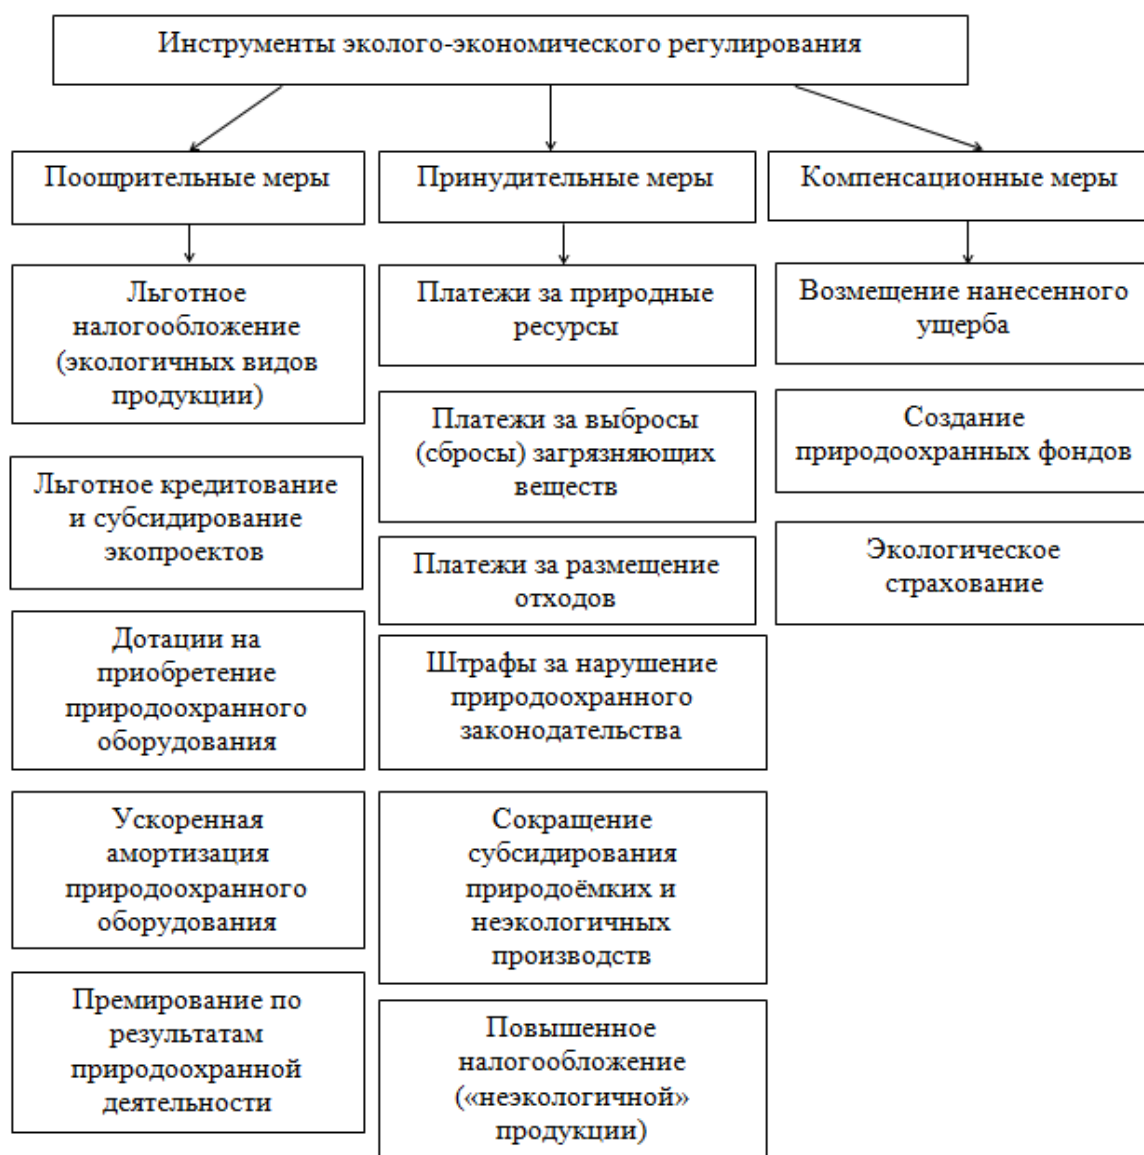 Инструменты эколого-экономического регулирования
Поощрительные меры
Принудительные меры
Компенсационные меры
Льготное
налогообложение
(экологичных видов
продукции)
Льготное кредитование
и субсидирование
экопроектов
Дотации на
приобретение
природоохранного
оборудования
Ускоренная
амортизация
природоохранного
оборудования
Премирование по
результатам
природоохранной
деятельности
Платежи за природные
ресурсы
Платежи за выбросы
(сбросы) загрязняющих
веществ
Платежи за размещение
отходов
Штрафы за нарушение
природоохранного
законодательства
Сокращение
субсидирования
природоёмких и
неэкологичных
производств
Повышенное
налогообложение
(«неэкологичной»
продукции)
Возмещение нанесенного
ущерба
Создание
природоохранных фондов
Экологическое
страхование